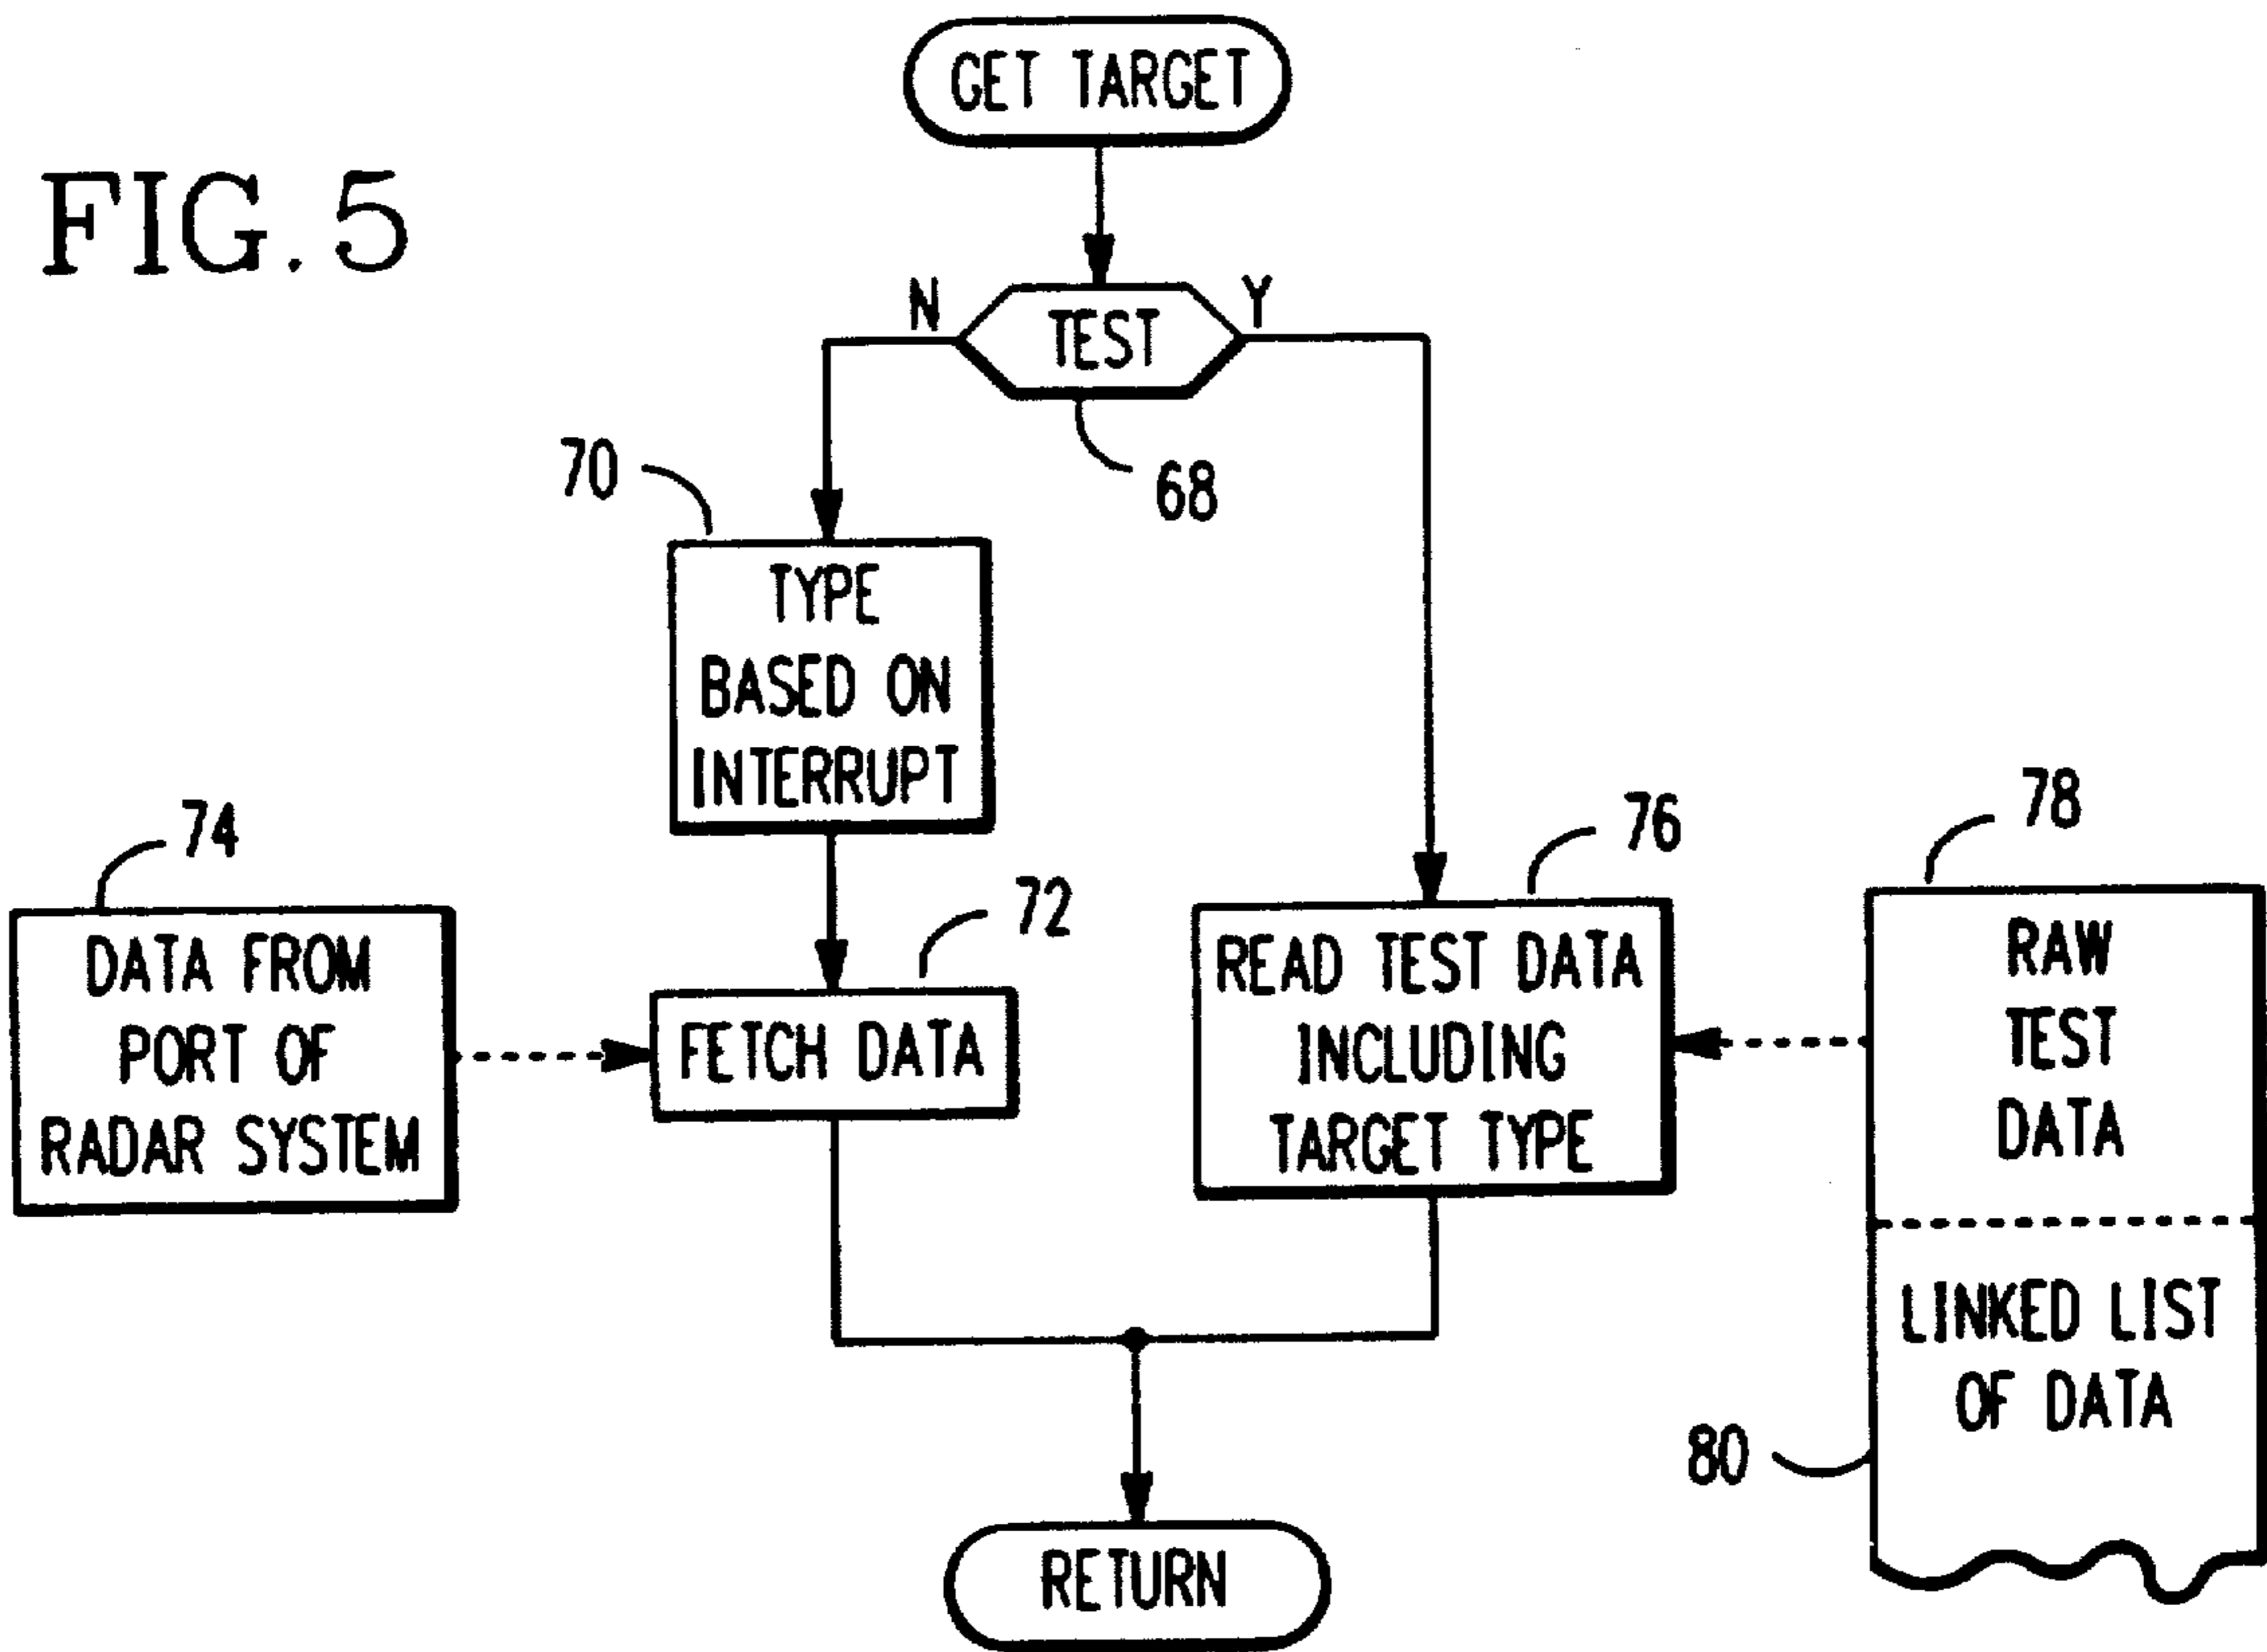 GET TARGET
FIG. 5
N
TEST
Y
68
70
TYPE
BASED ON
INTERRUPT
74
DATA FROM
PORT OF
RADAR SYSTEM
72
FETCH DATA
76
READ TEST DATA
INCLUDING
TARGET TYPE
78
RAW
TEST
DATA
LINKED LIST
OF DATA
80
RETURN